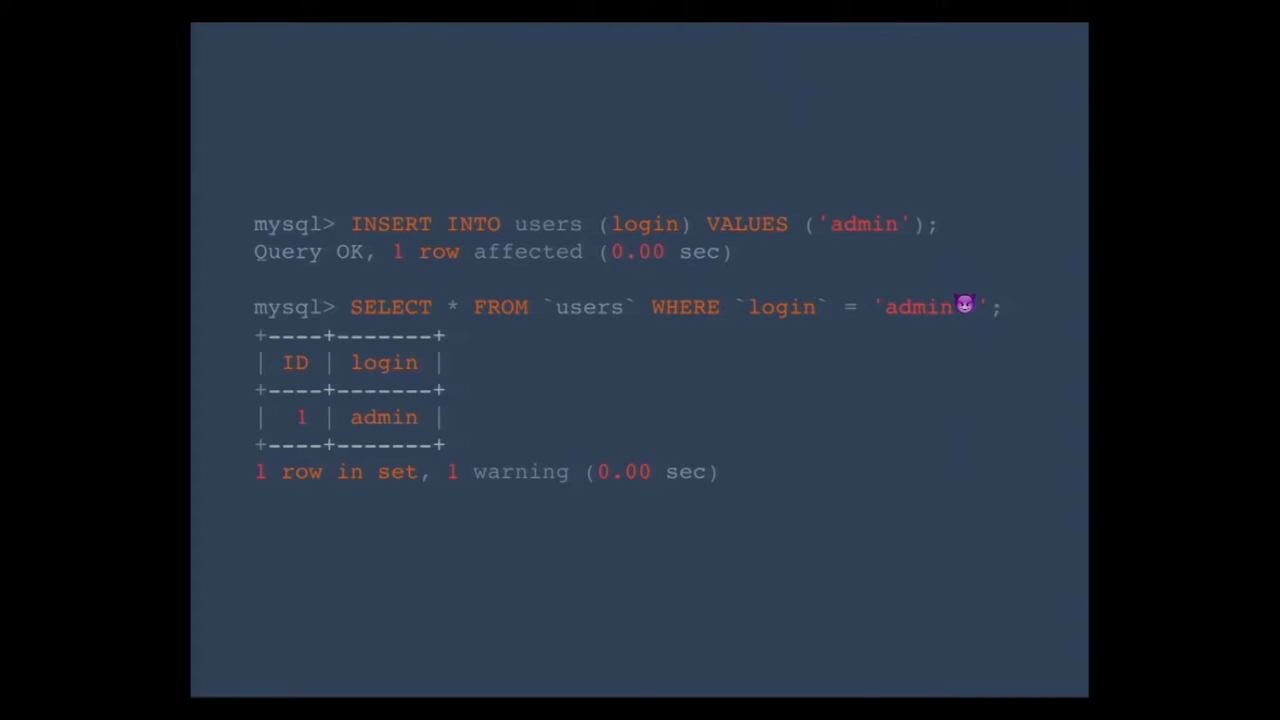 mysql> INSERT INTO users (login) VALUES ('admin');
Query OK, 1 row affected (0.00 sec)
mysql> SELECT * FROM `users` WHERE `login` = 'admin😈';
+----+-------+
| ID | login |
+----+-------+
|  1 | admin |
+----+-------+
1 row in set, 1 warning (0.00 sec)